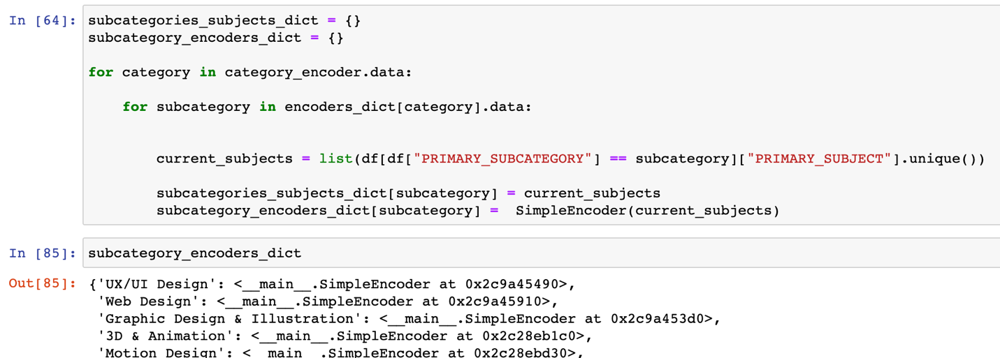 In [64]: subcategories_subjects_dict = {}
subcategory_encoders_dict = {}
for category in category_encoder.data:
for subcategory in encoders_dict[category].data:
current_subjects = list(df[df["PRIMARY_SUBCATEGORY"] == subcategory]["PRIMARY_SUBJECT"].unique())
subcategories_subjects_dict[subcategory] = current_subjects
subcategory_encoders_dict[subcategory] =  SimpleEncoder(current_subjects)
In [85]: subcategory_encoders_dict
Out[85]: {'UX/UI Design': <__main__.SimpleEncoder at 0x2c9a45490>,
'Web Design': <__main__.SimpleEncoder at 0x2c9a45910>,
'Graphic Design & Illustration': <__main__.SimpleEncoder at 0x2c9a453d0>,
'3D & Animation': <__main__.SimpleEncoder at 0x2c28eb1c0>,
'Motion Design': <__main__.SimpleEncoder at 0x2c28ebd30>,